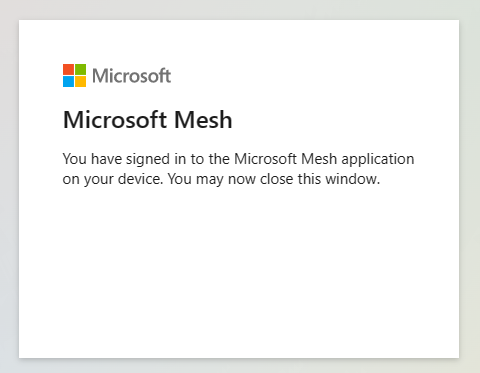 Microsoft
Microsoft Mesh
You have signed in to the Microsoft Mesh application
on your device. You may now close this window.